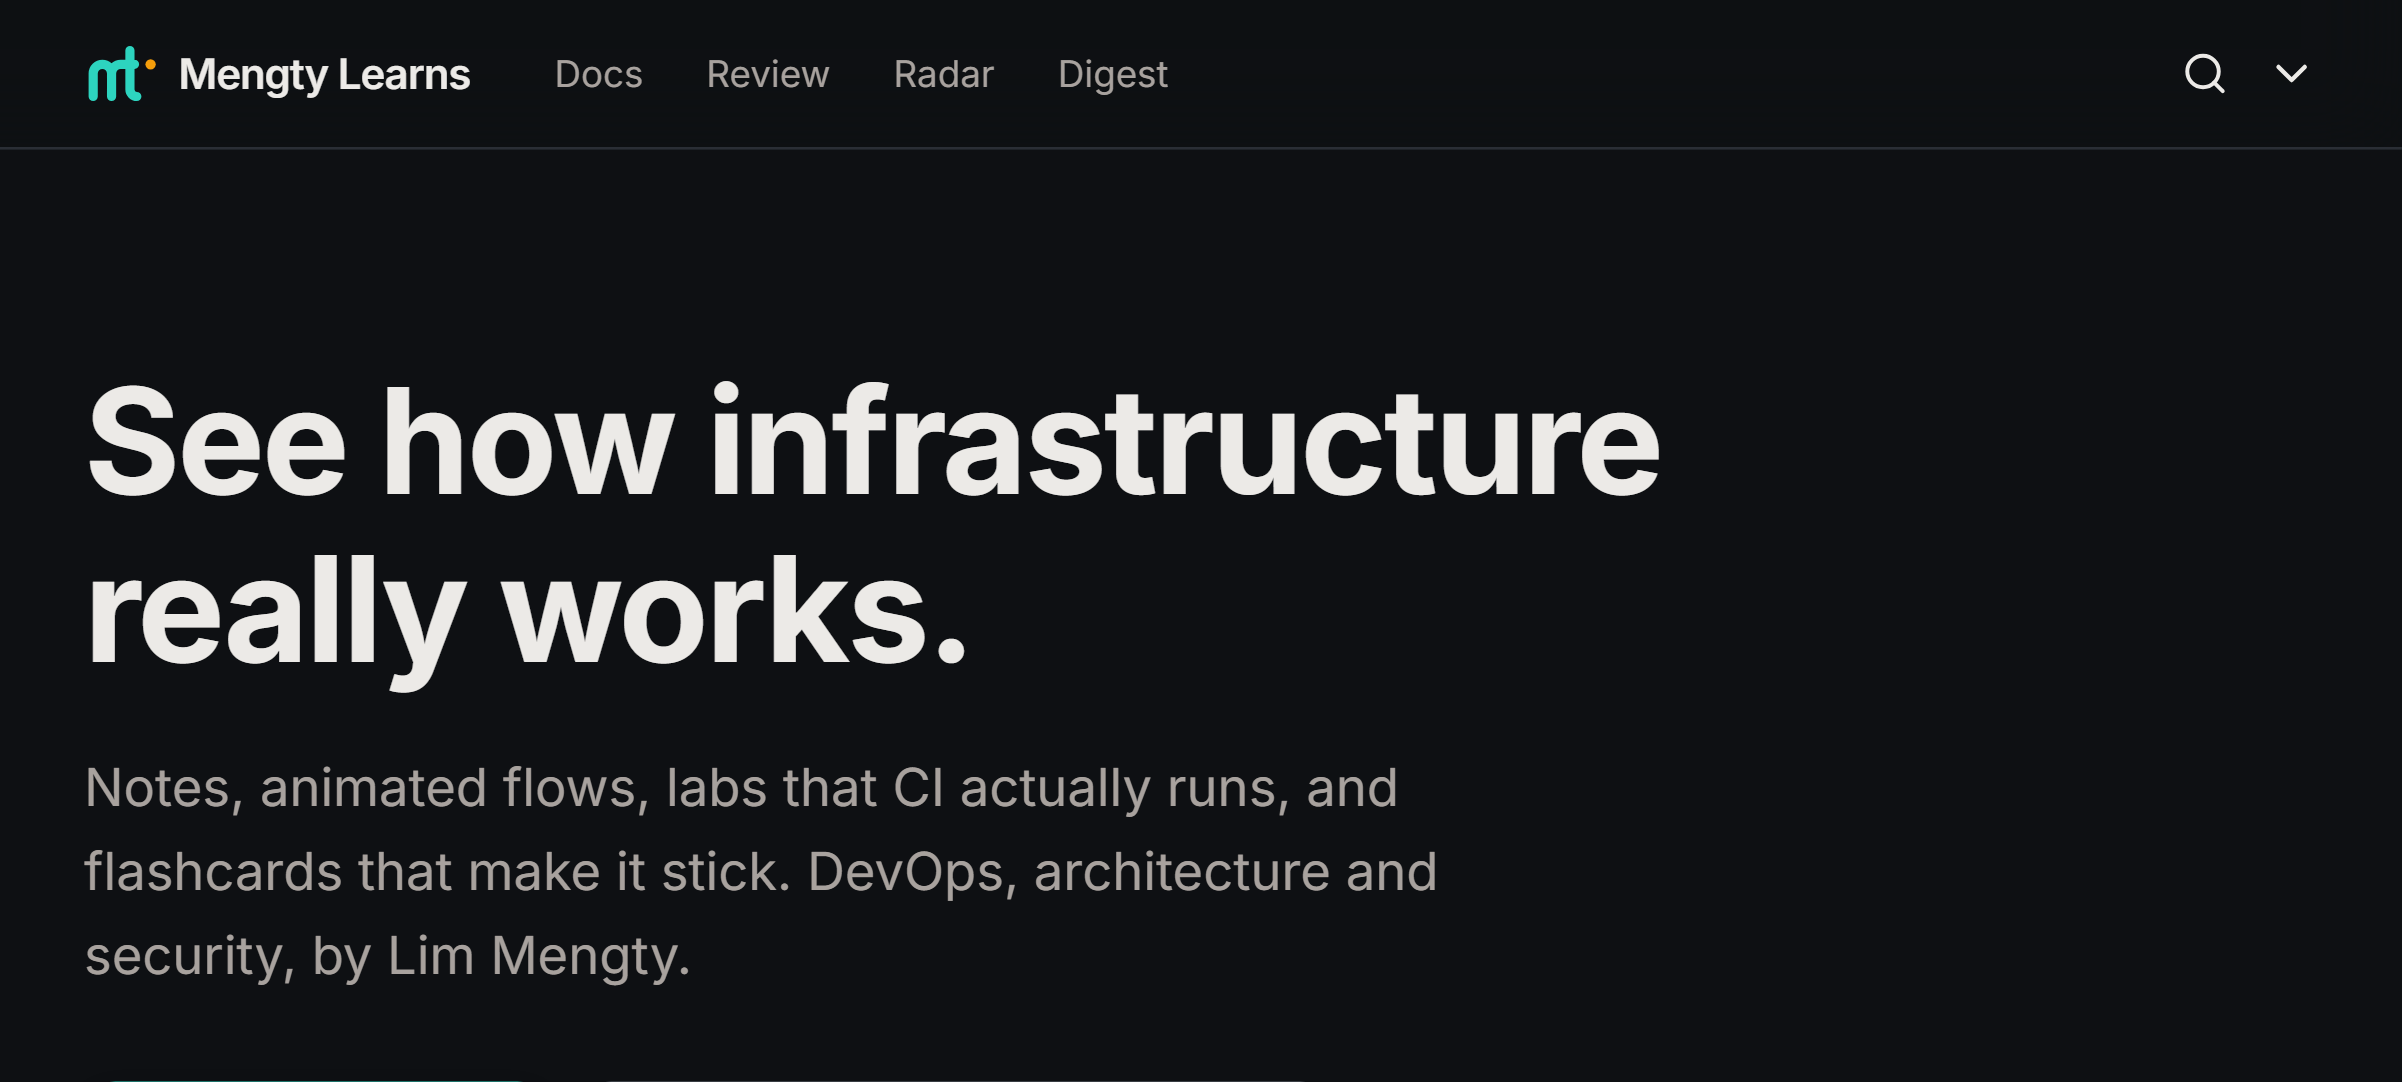 mt Mengty Learns Docs Review Radar Digest
See how infrastructure
really works.
Notes, animated flows, labs that CI actually runs, and
flashcards that make it stick. DevOps, architecture and
security, by Lim Mengty.